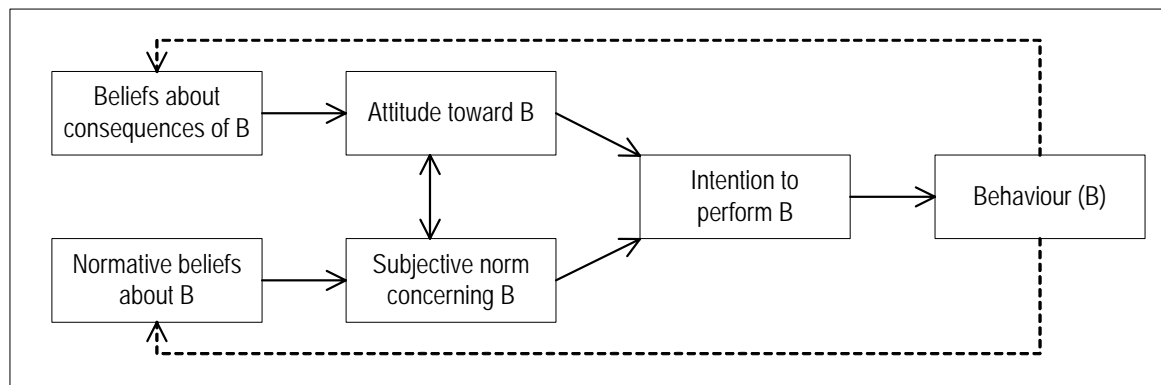 Beliefs about
consequences of B
Attitude toward B
Intention to
perform B
Behaviour (B)
Normative beliefs
about B
Subjective norm
concerning B